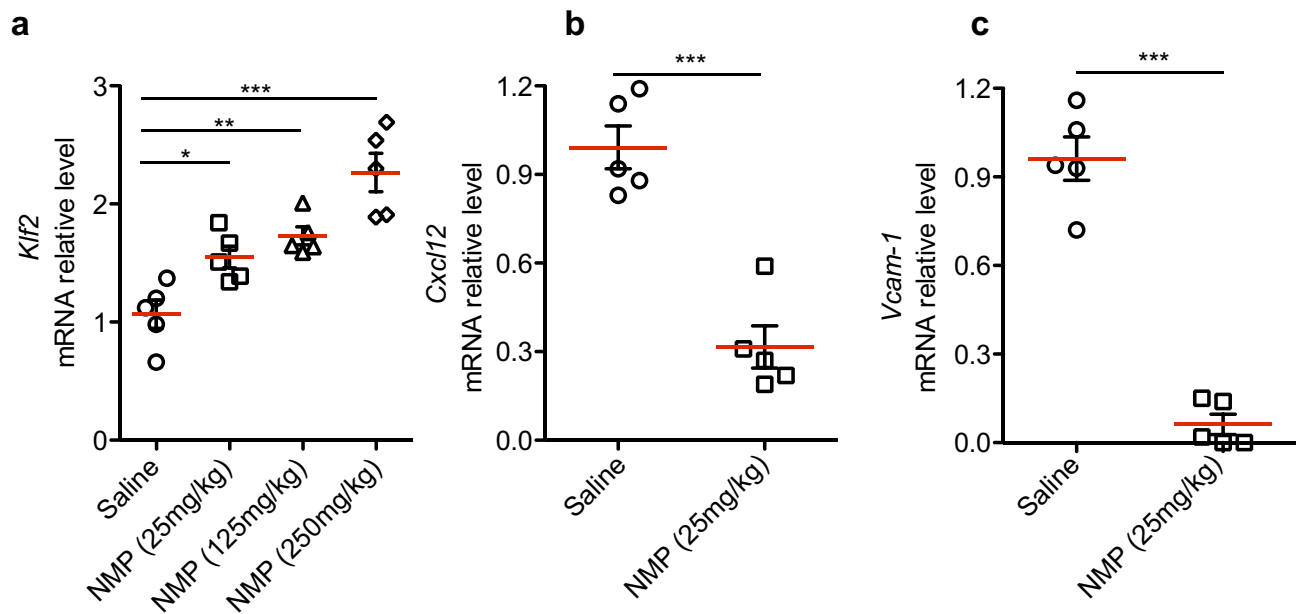 a
Klf2
mRNA relative level
3
2
1
0
***
**
*
Saline
NMP (25mg/kg)
NMP (125mg/kg)
NMP (250mg/kg)
b
Cxcl12
mRNA relative level
1.2
0.9
0.6
0.3
0.0
***
Saline
NMP (25mg/kg)
c
Vcam-1
mRNA relative level
1.2
0.9
0.6
0.3
0.0
***
Saline
NMP (25mg/kg)